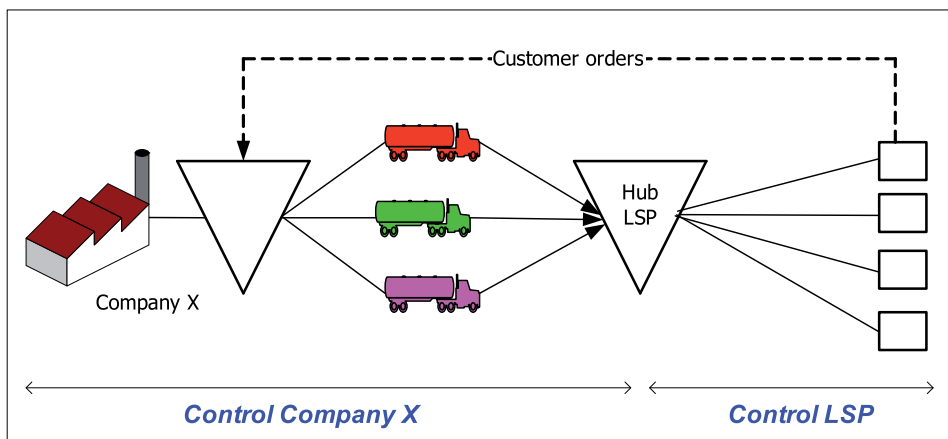 Customer orders
Hub
LSP
Company X
Control Company X
Control LSP